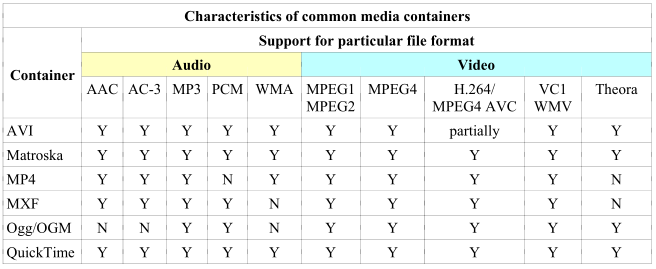 Characteristics of common media containers
Container Support for particular file format
Audio Video
AAC AC-3 MP3 PCM WMA MPEG1 MPEG2 MPEG4 H.264/ MPEG4 AVC VC1 WMV Theora
AVI Y Y Y Y Y Y Y partially Y Y
Matroska Y Y Y Y Y Y Y Y Y Y
MP4 Y Y Y N Y Y Y Y Y N
MXF Y Y Y Y N Y Y Y Y N
Ogg/OGM N N Y Y N Y Y Y Y Y
QuickTime Y Y Y Y Y Y Y Y Y Y